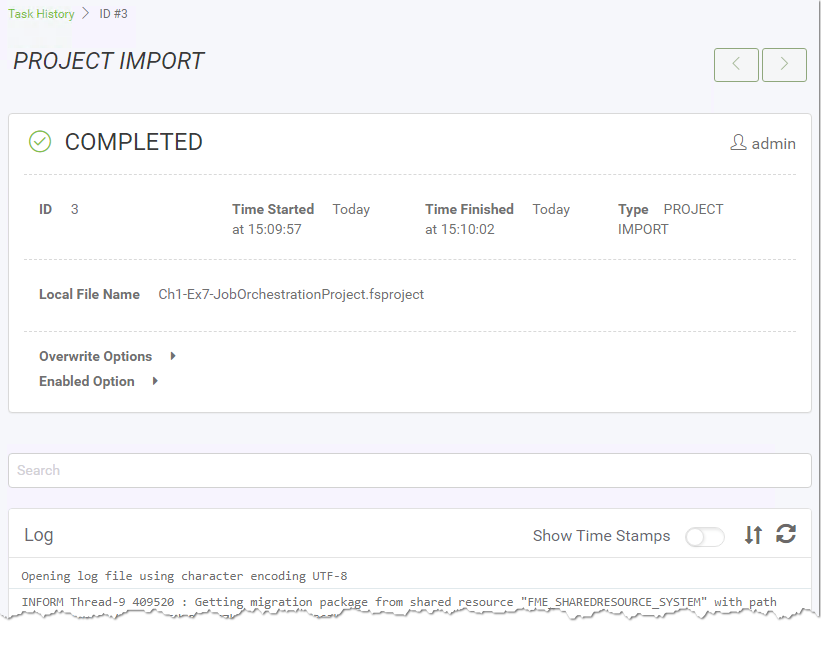 Task History > ID #3
PROJECT IMPORT
COMPLETED
admin
ID 3 Time Started Today Time Finished Today Type PROJECT
at 15:09:57 at 15:10:02 IMPORT
Local File Name Ch1-Ex7-JobOrchestrationProject.fsproject
Overwrite Options
Enabled Option
Search
Log Show Time Stamps
Opening log file using character encoding UTF-8
INFORM Thread-9 409520 : Getting migration package from shared resource "FME_SHAREDRESOURCE_SYSTEM" with path